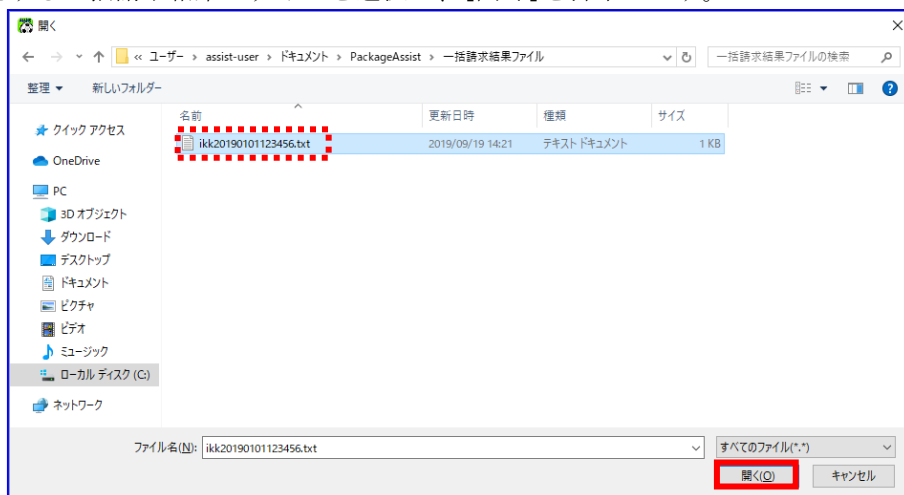 開く
« ユーザー › assist-user › ドキュメント › PackageAssist › 一括請求結果ファイル
一括請求結果ファイルの検索
整理 新しいフォルダー
名前 更新日時 種類 サイズ
ikk20190101123456.txt 2019/09/19 14:21 テキスト ドキュメント 1 KB
クイック アクセス
OneDrive
PC
3D オブジェクト
ダウンロード
デスクトップ
ドキュメント
ピクチャ
ビデオ
ミュージック
ローカル ディスク (C:)
ネットワーク
ファイル名(N): ikk20190101123456.txt すべてのファイル(*.*)
開く(O) キャンセル